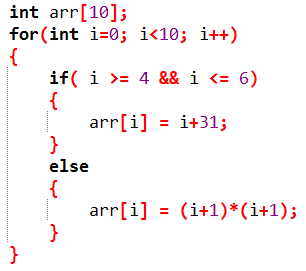 int arr[10];
for(int i=0; i<10; i++)
{
if( i >= 4 && i <= 6)
{
arr[i] = i+31;
}
else
{
arr[i] = (i+1)*(i+1);
}
}